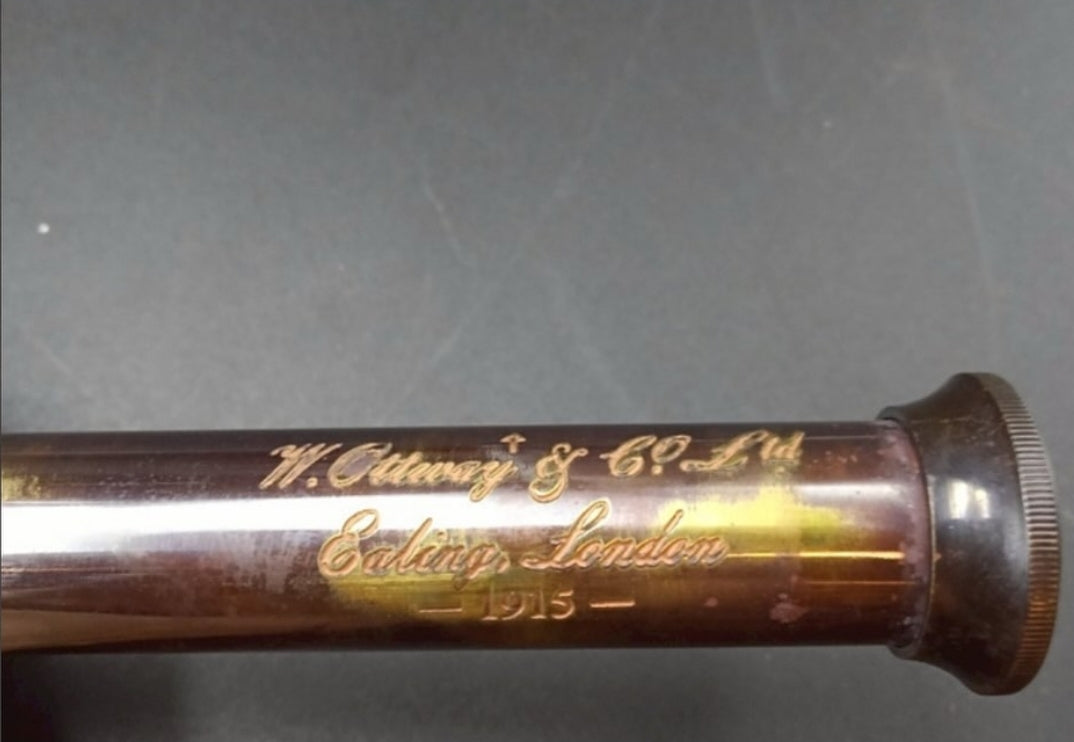 W. Ottway & Co. Ltd
Ealing, London
— 1915 —